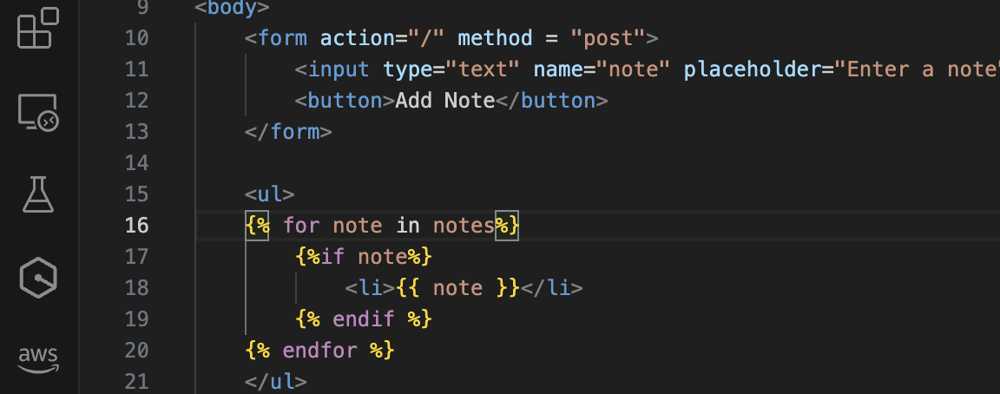 9 <body>
10 <form action="/" method = "post">
11 <input type="text" name="note" placeholder="Enter a note"
12 <button>Add Note</button>
13 </form>
14
15 <ul>
16 {% for note in notes%}
17 {%if note%}
18 <li>{{ note }}</li>
19 {% endif %}
20 {% endfor %}
21 </ul>
aws